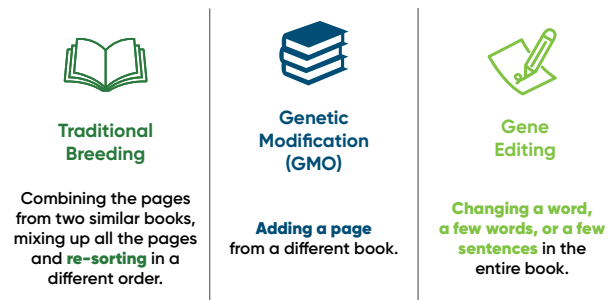 Traditional
Breeding
Combining the pages
from two similar books,
mixing up all the pages
and re-sorting in a
different order.
Genetic
Modification
(GMO)
Adding a page
from a different book.
Gene
Editing
Changing a word,
a few words, or a few
sentences in the
entire book.